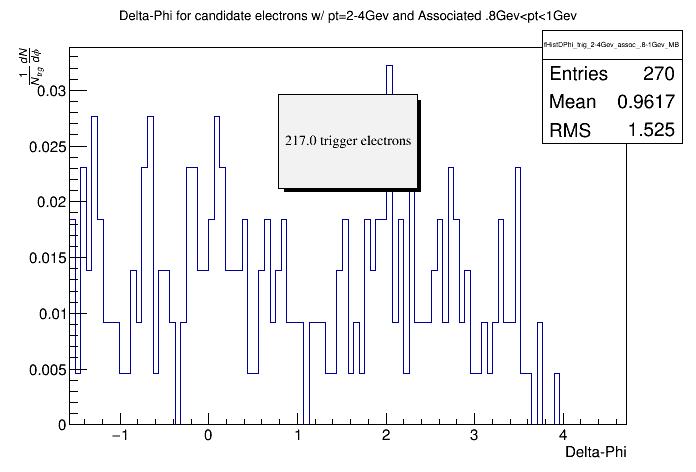 Delta-Phi for candidate electrons w/ pt=2-4Gev and Associated .8Gev<pt<1Gev
fHistDPhi_trig_2-4Gev_assoc_.8-1Gev_MB
Entries 270
Mean 0.9617
RMS 1.525
1 dN
N_trg dϕ
217.0 trigger electrons
0.03
0.025
0.02
0.015
0.01
0.005
0
−1 0 1 2 3 4
Delta-Phi